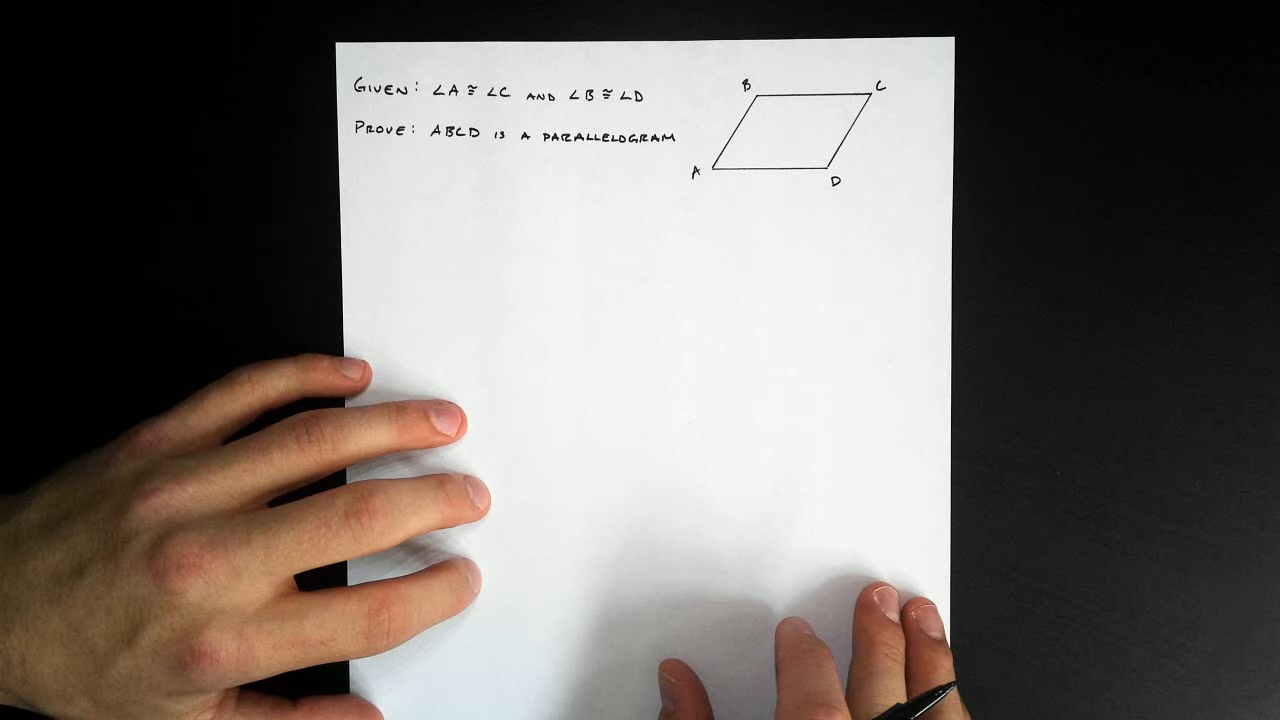 GIVEN: ∠A ≅ ∠C AND ∠B ≅ ∠D
PROVE: ABCD IS A PARALLELOGRAM
B
C
A
D